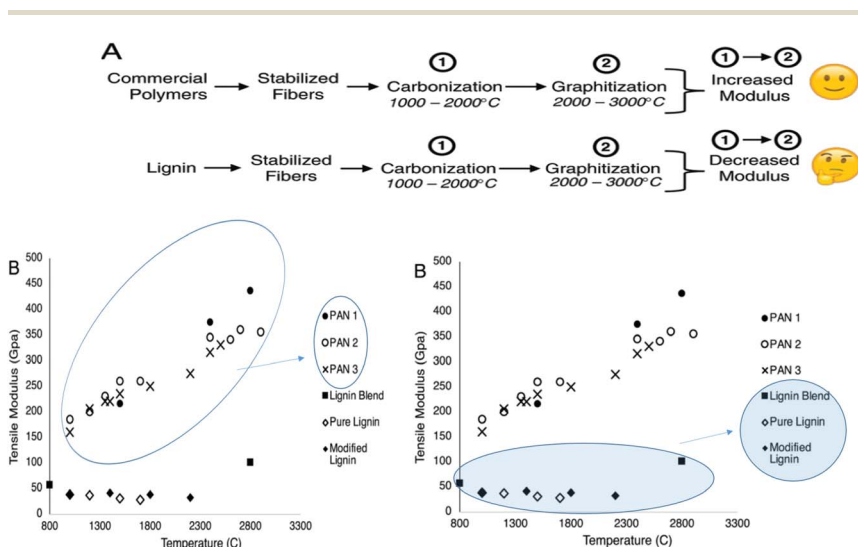 A
① ② ① → ②
Commercial Polymers → Stabilized Fibers → Carbonization 1000 – 2000°C → Graphitization 2000 – 3000°C Increased Modulus
① ② ① → ②
Lignin → Stabilized Fibers → Carbonization 1000 – 2000°C → Graphitization 2000 – 3000°C Decreased Modulus
B
Tensile Modulus (Gpa)
500
450
400
350
300
250
200
150
100
50
0
800 1300 1800 2300 2800 3300
Temperature (C)
PAN 1
PAN 2
PAN 3
Lignin Blend
Pure Lignin
Modified
Lignin
B
Tensile Modulus (Gpa)
500
450
400
350
300
250
200
150
100
50
0
800 1300 1800 2300 2800 3300
Temperature (C)
PAN 1
PAN 2
PAN 3
Lignin Blend
Pure Lignin
Modified
Lignin